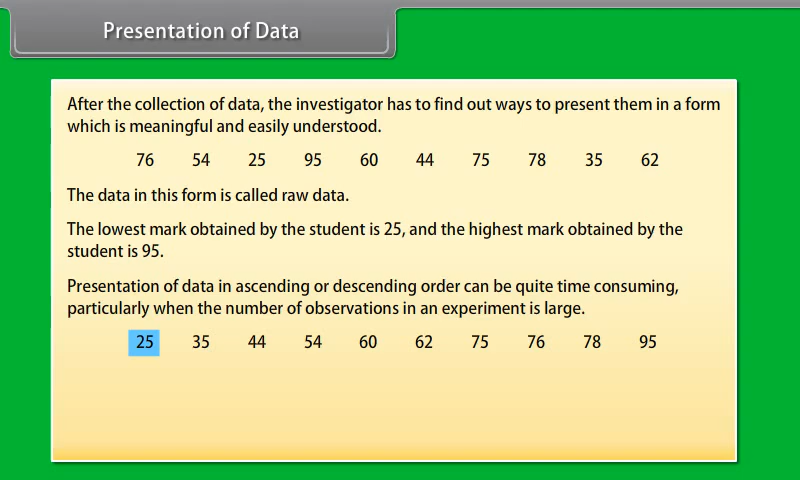 Presentation of Data
After the collection of data, the investigator has to find out ways to present them in a form
which is meaningful and easily understood.
76 54 25 95 60 44 75 78 35 62
The data in this form is called raw data.
The lowest mark obtained by the student is 25, and the highest mark obtained by the
student is 95.
Presentation of data in ascending or descending order can be quite time consuming,
particularly when the number of observations in an experiment is large.
25 35 44 54 60 62 75 76 78 95